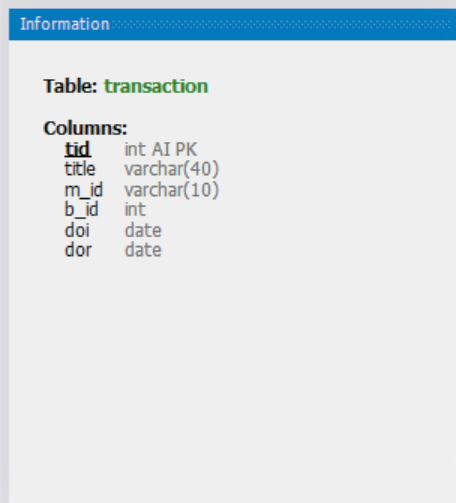 Information
Table: transaction
Columns:
tid int AI PK
title varchar(40)
m_id varchar(10)
b_id int
doi date
dor date